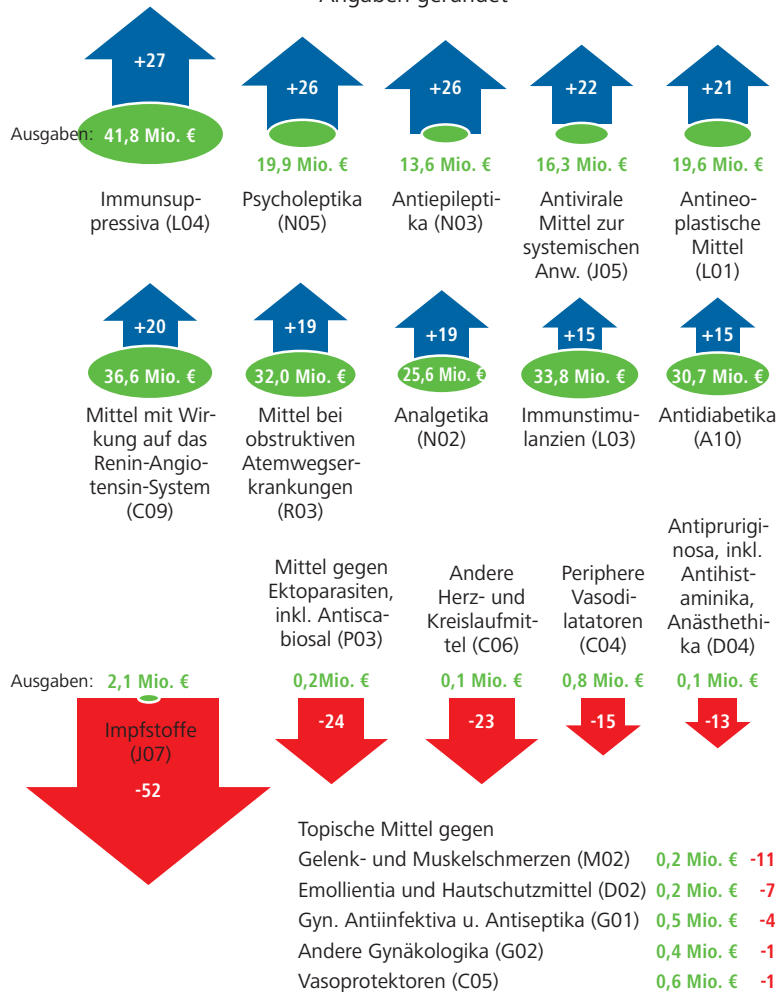 Angaben gerundet
+27
+26
+26
+22
+21
Ausgaben: 41,8 Mio. €
19,9 Mio. €
13,6 Mio. €
16,3 Mio. €
19,6 Mio. €
Immunsup-
pressiva (L04)
Psycholeptika
(N05)
Antiepilepti-
ka (N03)
Antivirale
Mittel zur
systemischen
Anw. (J05)
Antineo-
plastische
Mittel
(L01)
+20
+19
+19
+15
+15
36,6 Mio. €
32,0 Mio. €
25,6 Mio. €
33,8 Mio. €
30,7 Mio. €
Mittel mit Wir-
kung auf das
Renin-Angio-
tensin-System
(C09)
Mittel bei
obstruktiven
Atemwegser-
krankungen
(R03)
Analgetika
(N02)
Immunstimu-
lanzien (L03)
Antidiabetika
(A10)
Mittel gegen
Ektoparasiten,
inkl. Antisca-
biosal (P03)
Andere
Herz- und
Kreislaufmit-
tel (C06)
Periphere
Vasodi-
latatoren
(C04)
Antiprurigi-
nosa, inkl.
Antihist-
aminika,
Anästhethi-
ka (D04)
Ausgaben: 2,1 Mio. €
0,2Mio. €
0,1 Mio. €
0,8 Mio. €
0,1 Mio. €
Impfstoffe
(J07)
-52
-24
-23
-15
-13
Topische Mittel gegen
Gelenk- und Muskelschmerzen (M02) 0,2 Mio. € -11
Emollientia und Hautschutzmittel (D02) 0,2 Mio. € -7
Gyn. Antiinfektiva u. Antiseptika (G01) 0,5 Mio. € -4
Andere Gynäkologika (G02) 0,4 Mio. € -1
Vasoprotektoren (C05) 0,6 Mio. € -1